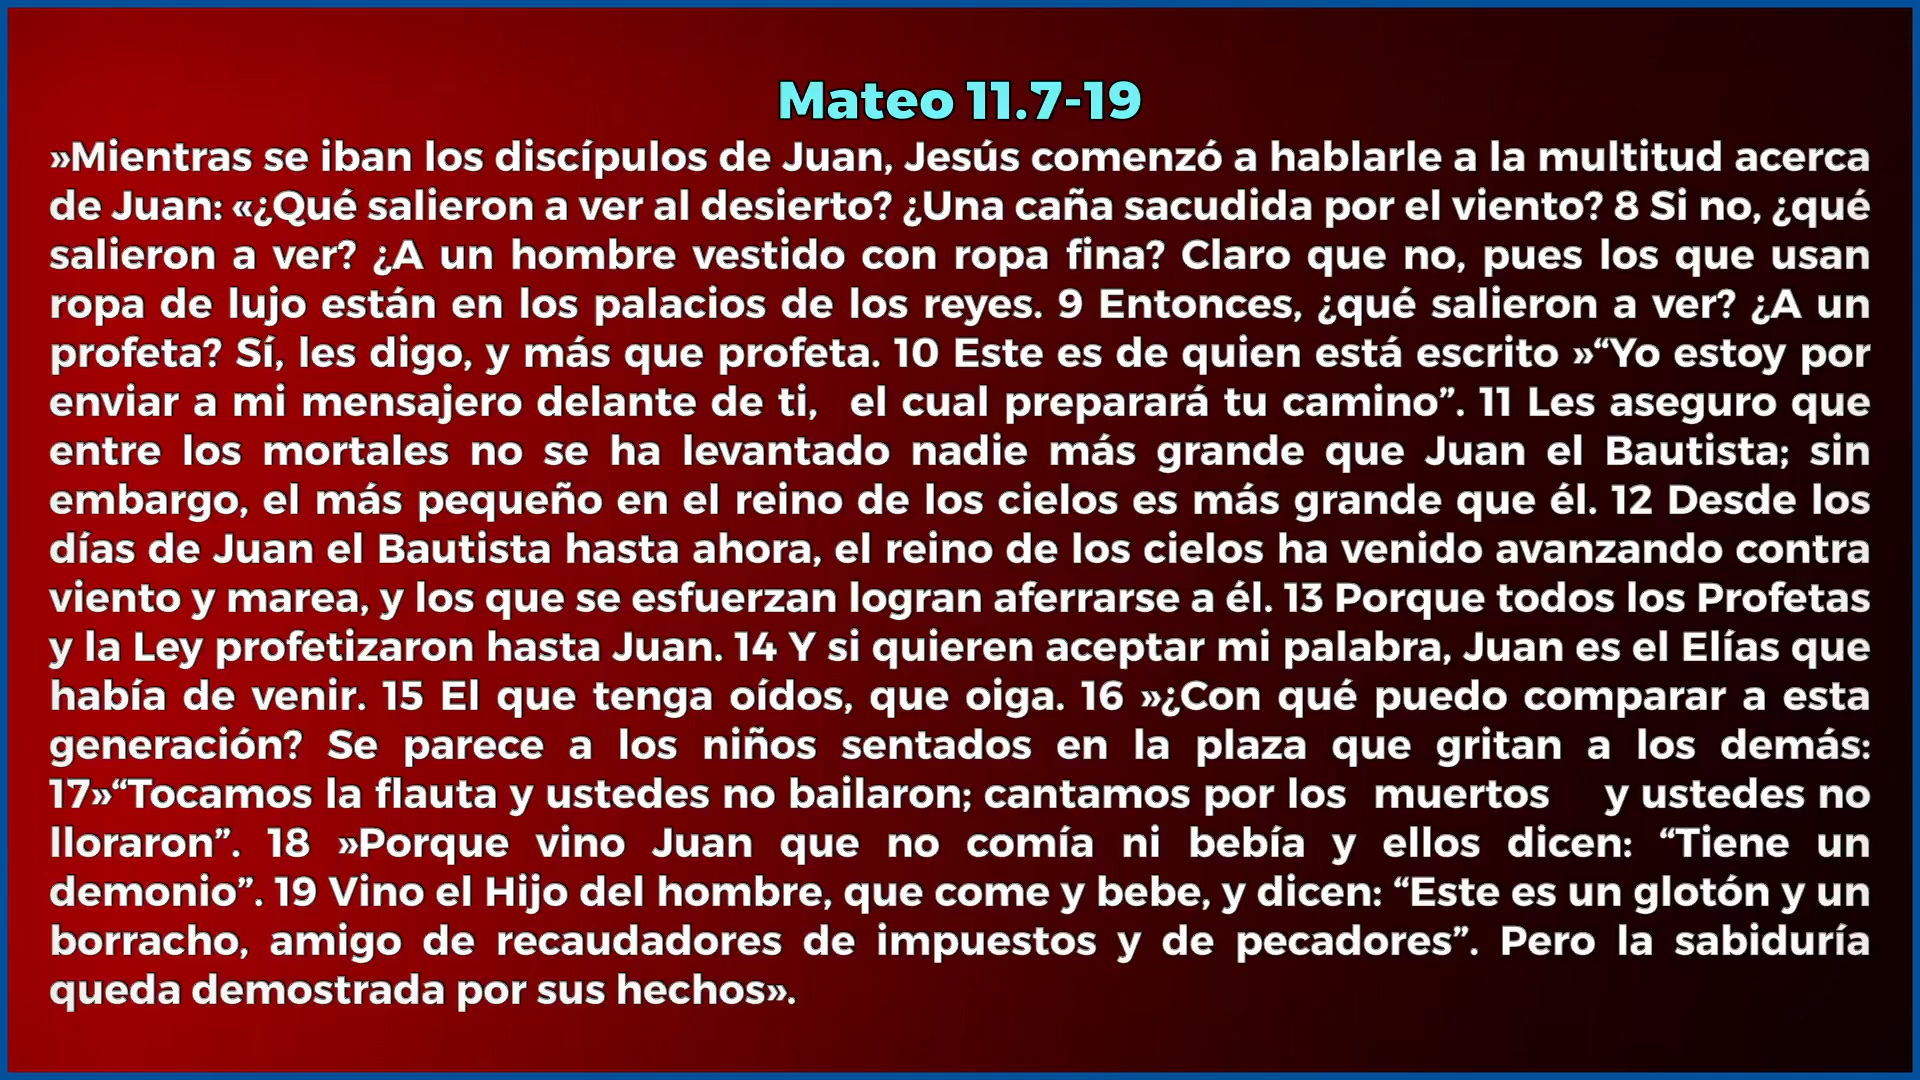 Mateo 11.7-19
»Mientras se iban los discípulos de Juan, Jesús comenzó a hablarle a la multitud acerca
de Juan: «¿Qué salieron a ver al desierto? ¿Una caña sacudida por el viento? 8 Si no, ¿qué
salieron a ver? ¿A un hombre vestido con ropa fina? Claro que no, pues los que usan
ropa de lujo están en los palacios de los reyes. 9 Entonces, ¿qué salieron a ver? ¿A un
profeta? Sí, les digo, y más que profeta. 10 Este es de quien está escrito »“Yo estoy por
enviar a mi mensajero delante de ti, el cual preparará tu camino”. 11 Les aseguro que
entre los mortales no se ha levantado nadie más grande que Juan el Bautista; sin
embargo, el más pequeño en el reino de los cielos es más grande que él. 12 Desde los
días de Juan el Bautista hasta ahora, el reino de los cielos ha venido avanzando contra
viento y marea, y los que se esfuerzan logran aferrarse a él. 13 Porque todos los Profetas
y la Ley profetizaron hasta Juan. 14 Y si quieren aceptar mi palabra, Juan es el Elías que
había de venir. 15 El que tenga oídos, que oiga. 16 »¿Con qué puedo comparar a esta
generación? Se parece a los niños sentados en la plaza que gritan a los demás:
17»“Tocamos la flauta y ustedes no bailaron; cantamos por los muertos y ustedes no
lloraron”. 18 »Porque vino Juan que no comía ni bebía y ellos dicen: “Tiene un
demonio”. 19 Vino el Hijo del hombre, que come y bebe, y dicen: “Este es un glotón y un
borracho, amigo de recaudadores de impuestos y de pecadores”. Pero la sabiduría
queda demostrada por sus hechos».